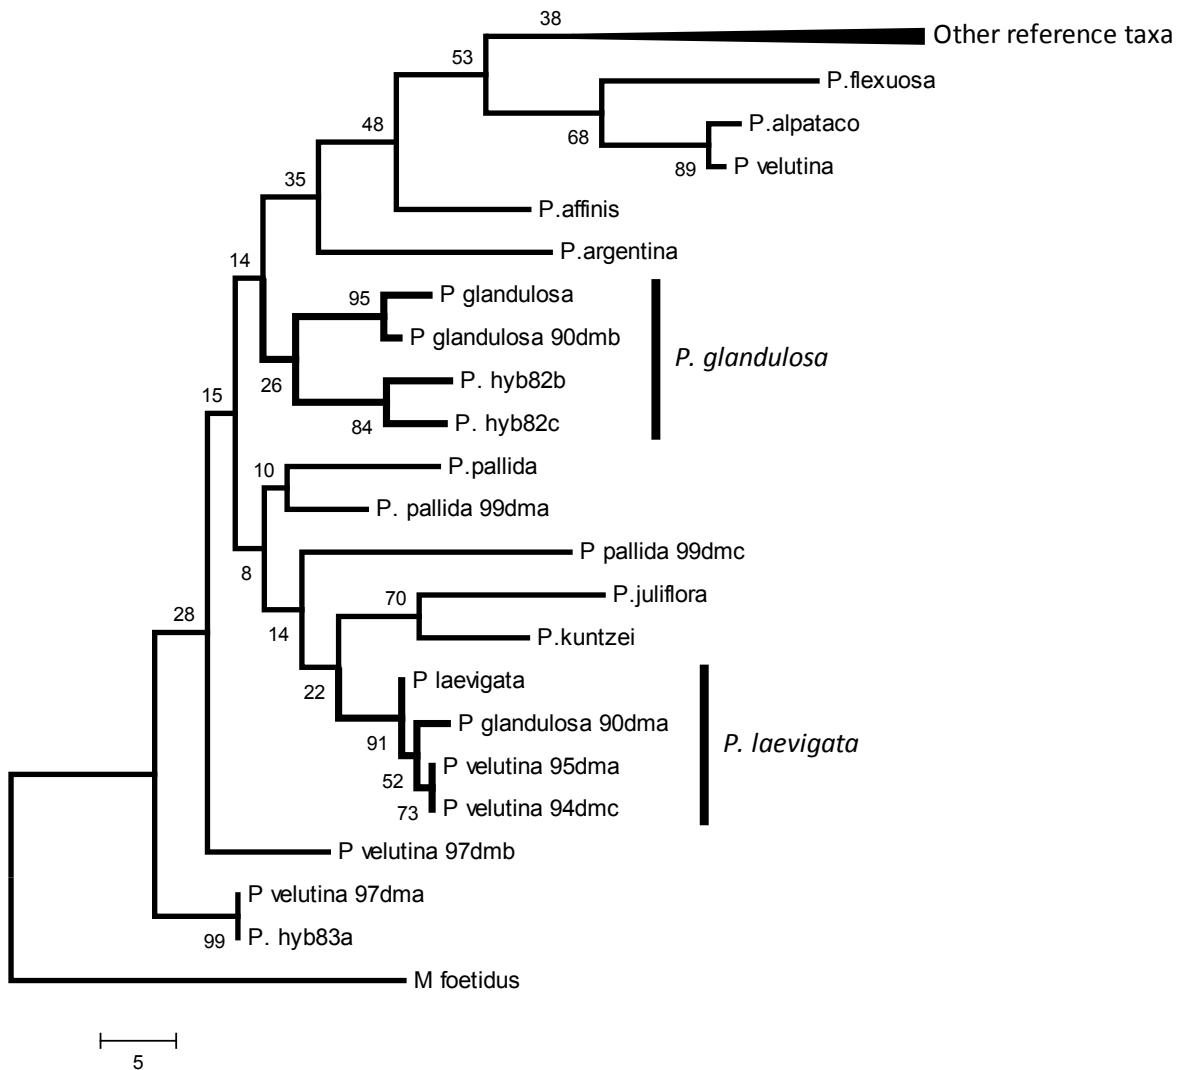 38
Other reference taxa
53
P.flexuosa
48
P.alpataco
68
89
P velutina
35
P.affinis
P.argentina
14
95
P glandulosa
P glandulosa 90dmb
P. glandulosa
26
P. hyb82b
15
84
P. hyb82c
10
P.pallida
P. pallida 99dma
8
P pallida 99dmc
70
P.juliflora
28
14
P.kuntzei
22
P laevigata
P glandulosa 90dma
91
P. laevigata
52
P velutina 95dma
73
P velutina 94dmc
P velutina 97dmb
P velutina 97dma
99
P. hyb83a
M foetidus
5